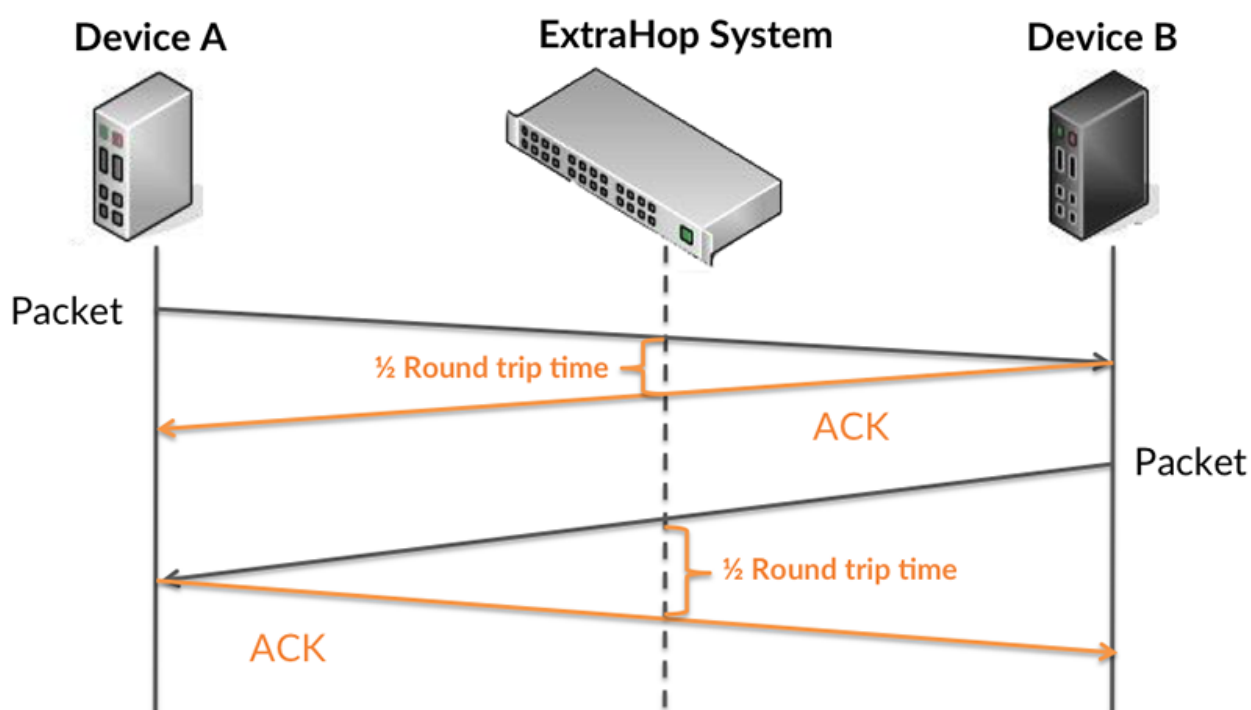 Device A
ExtraHop System
Device B
Packet
½ Round trip time
ACK
Packet
½ Round trip time
ACK